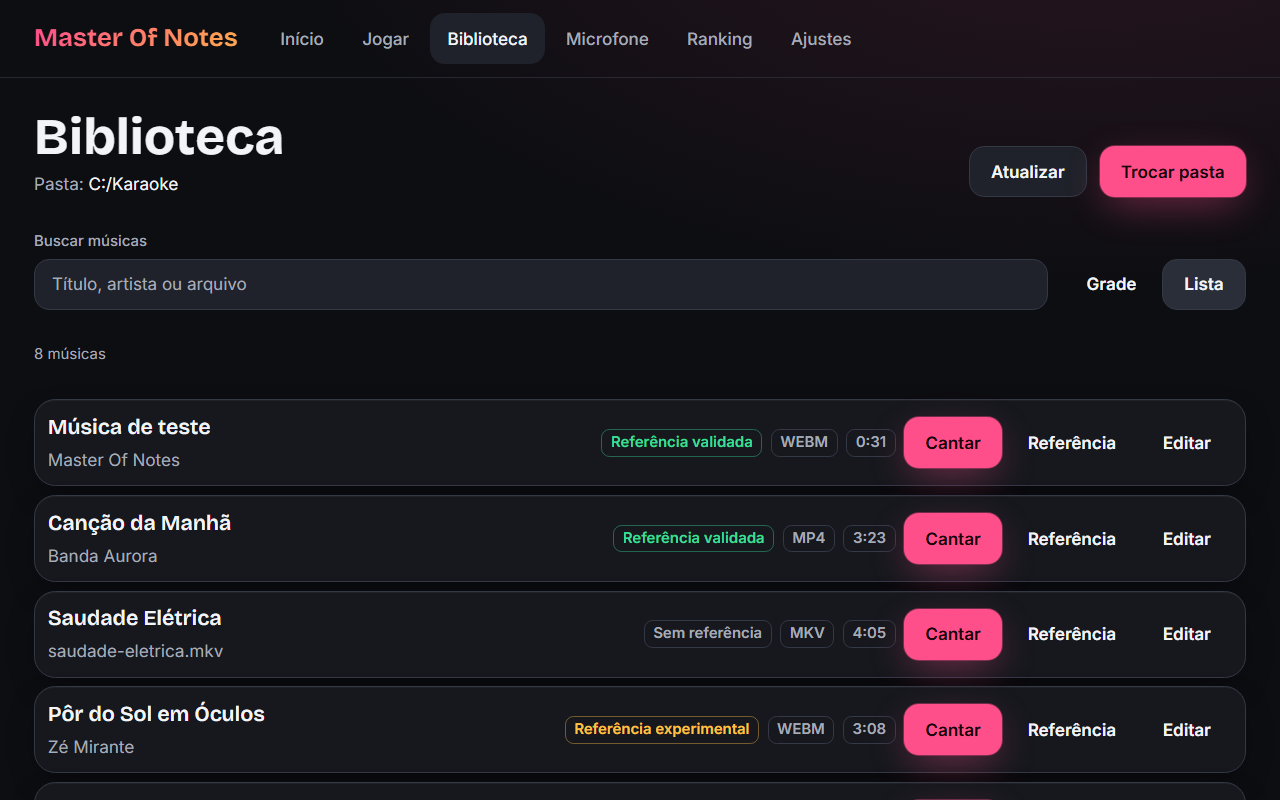 Master Of Notes Início Jogar Biblioteca Microfone Ranking Ajustes
Biblioteca
Pasta: C:/Karaoke
Atualizar Trocar pasta
Buscar músicas
Título, artista ou arquivo Grade Lista
8 músicas
Música de teste
Master Of Notes
Referência validada WEBM 0:31 Cantar Referência Editar
Canção da Manhã
Banda Aurora
Referência validada MP4 3:23 Cantar Referência Editar
Saudade Elétrica
saudade-eletrica.mkv
Sem referência MKV 4:05 Cantar Referência Editar
Pôr do Sol em Óculos
Zé Mirante
Referência experimental WEBM 3:08 Cantar Referência Editar